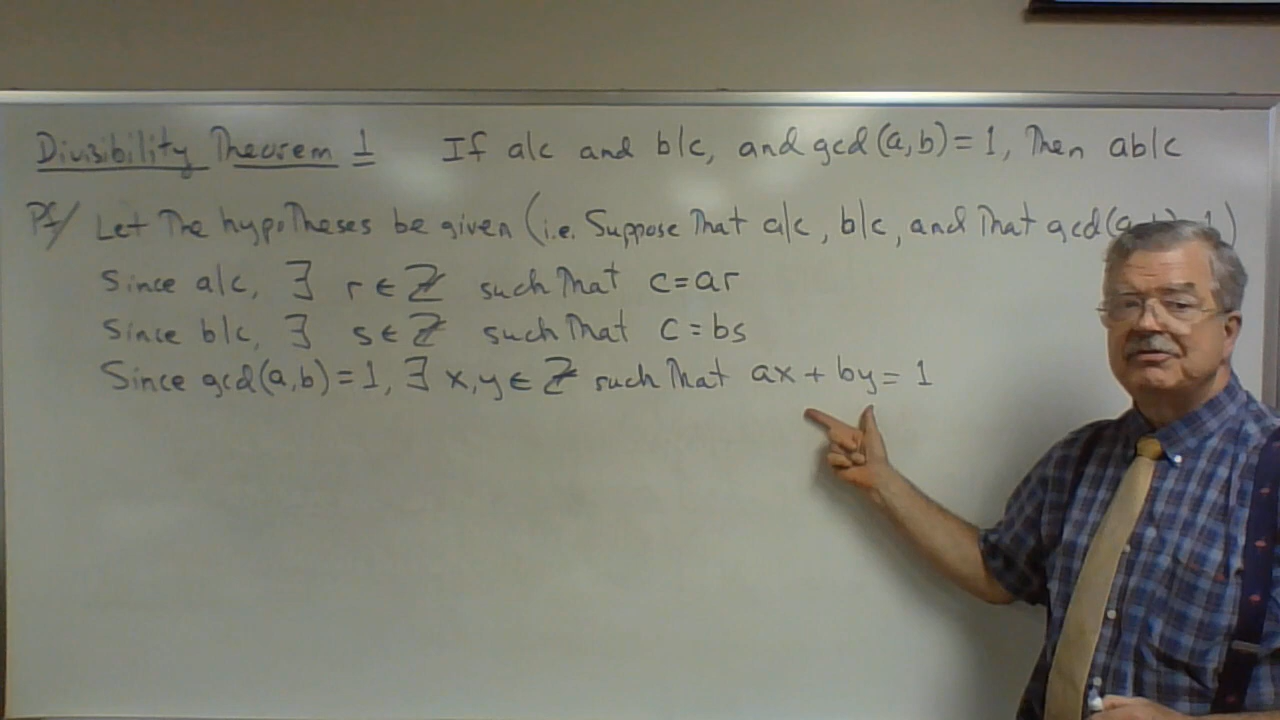 Divisibility Theorem 1 If a|c and b|c, and gcd(a,b)=1, Then ab|c
Pf/ Let The hypotheses be given (i.e. Suppose That a|c, b|c, and That gcd(a
Since a|c, ∃ r∈ℤ such That c=ar
Since b|c, ∃ s∈ℤ such That c=bs
Since gcd(a,b)=1, ∃ x,y∈ℤ such That ax+by=1